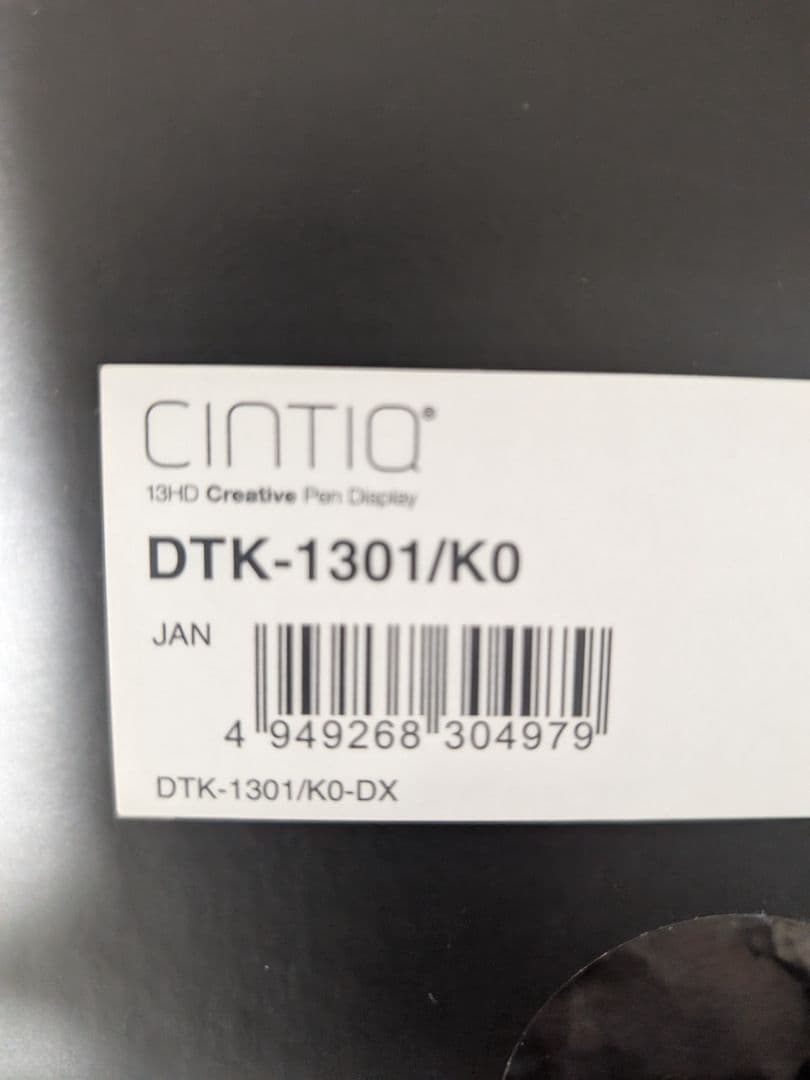 CINTIQ®
13HD Creative Pen Display
DTK-1301/K0
JAN
4 949268 304979
DTK-1301/K0-DX